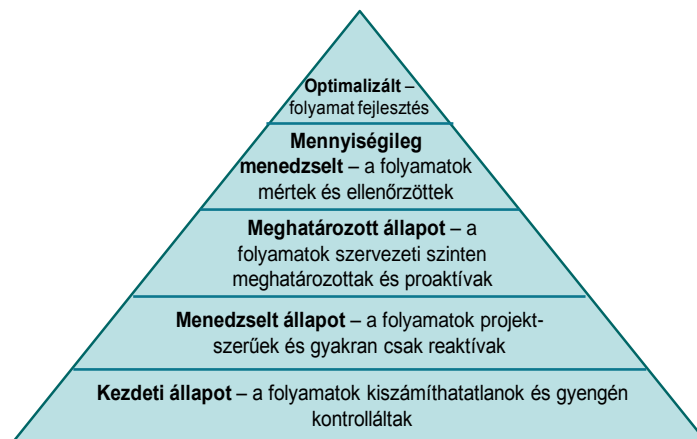 Optimalizált –
folyamat fejlesztés
Mennyiségileg
menedzselt – a folyamatok
mértek és ellenőrzöttek
Meghatározott állapot – a
folyamatok szervezeti szinten
meghatározottak és proaktívak
Menedzselt állapot – a folyamatok projekt-
szerűek és gyakran csak reaktívak
Kezdeti állapot – a folyamatok kiszámíthatatlanok és gyengén
kontrolláltak